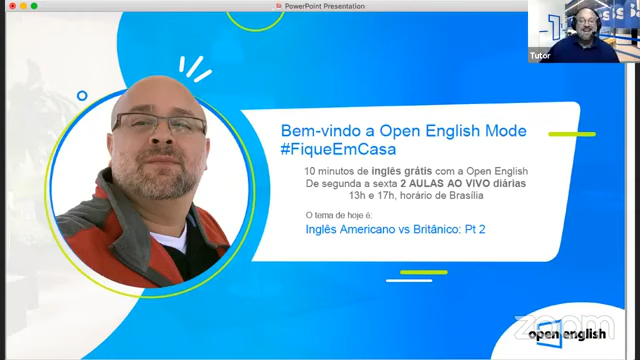 PowerPoint Presentation
Tutor
Bem-vindo a Open English Mode
#FiqueEmCasa
10 minutos de inglês grátis com a Open English
De segunda a sexta 2 AULAS AO VIVO diárias
13h e 17h, horário de Brasília
O tema de hoje é:
Inglês Americano vs Britânico: Pt 2
zoom
open english